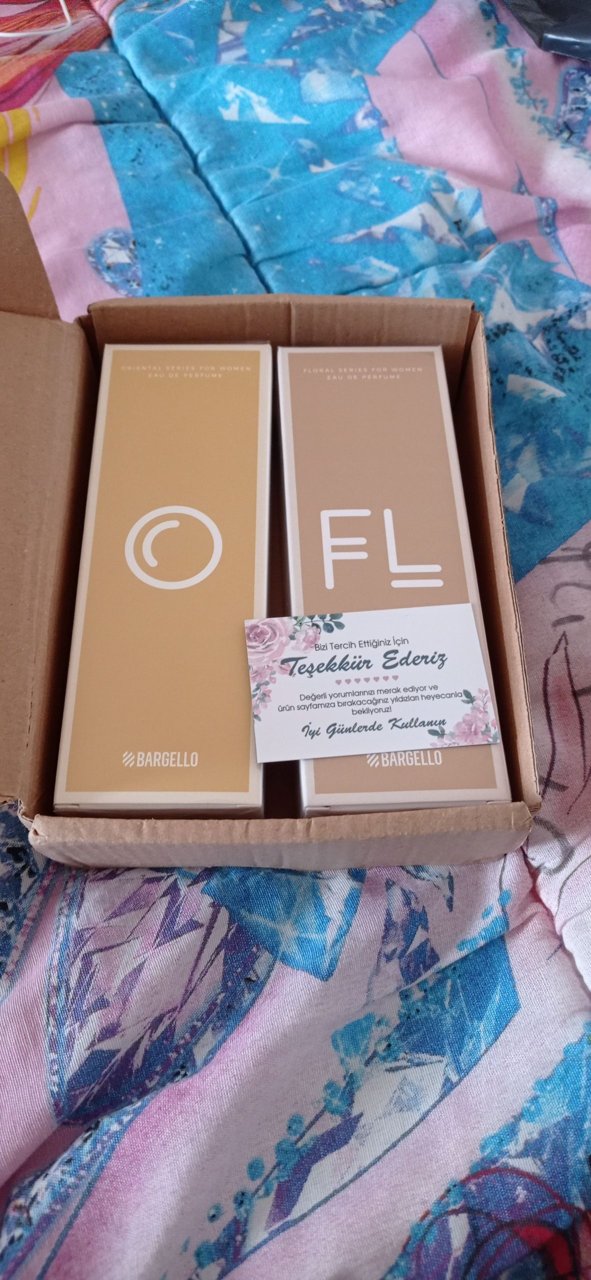 ORIENTAL SERIES FOR WOMEN
EAU DE PERFUME
O
BARGELLO
FLORAL SERIES FOR WOMEN
EAU DE PERFUME
FL
Bizi Tercih Ettiğiniz İçin
Teşekkür Ederiz
Değerli yorumlarınızı merak ediyor ve
ürün sayfamıza bırakacağınız yıldızları heyecanla
bekliyoruz!
İyi Günlerde Kullanın
BARGELLO